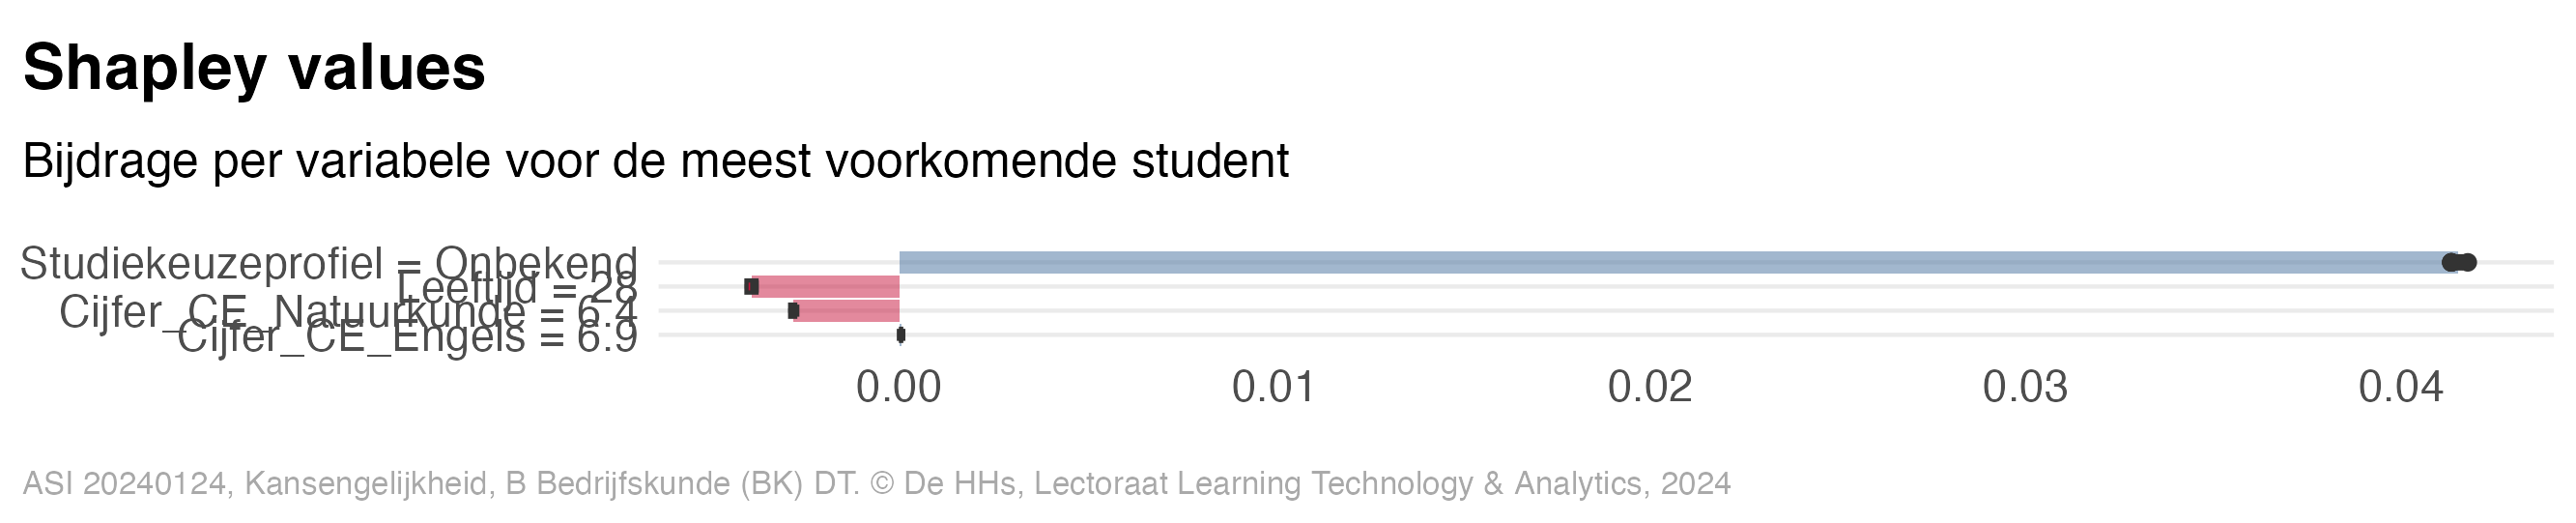 Shapley values
Bijdrage per variabele voor de meest voorkomende student
Studiekeuzeprofiel = Onbekend
Leeftijd = 28
Cijfer_CE_Natuurkunde = 6.4
Cijfer_CE_Engels = 6.9
0.00 0.01 0.02 0.03 0.04
ASI 20240124, Kansengelijkheid, B Bedrijfskunde (BK) DT. © De HHs, Lectoraat Learning Technology & Analytics, 2024